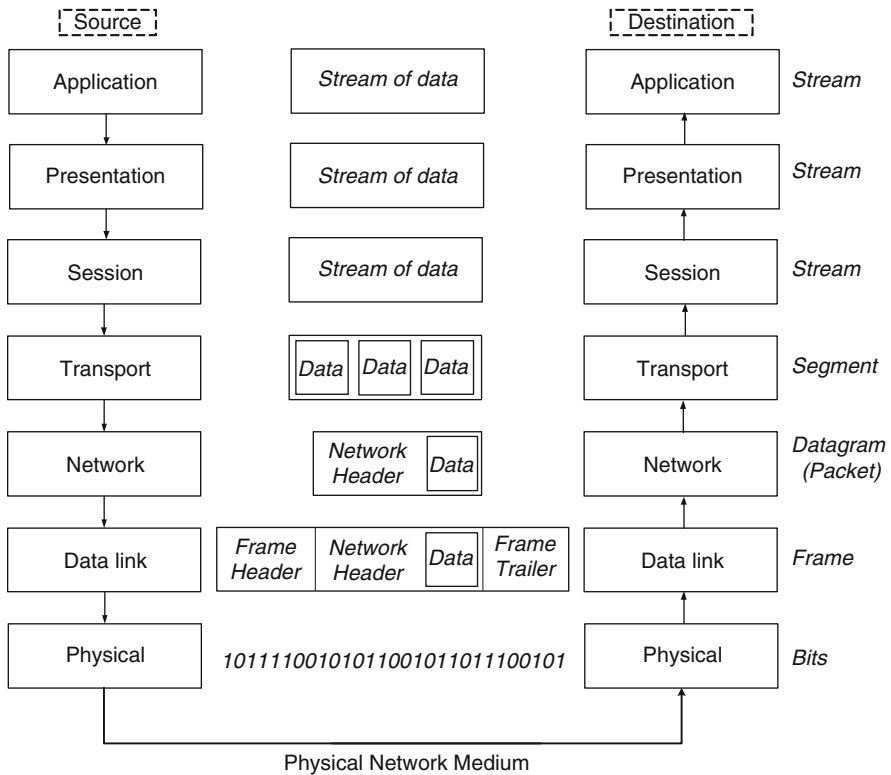 Source
Destination
Application
Stream of data
Application
Stream
Presentation
Stream of data
Presentation
Stream
Session
Stream of data
Session
Stream
Transport
Data Data Data
Transport
Segment
Network
Network
Header
Data
Network
Datagram
(Packet)
Data link
Frame
Header
Network
Header
Data
Frame
Trailer
Data link
Frame
Physical
1011110010101100101101110​0101
Physical
Bits
Physical Network Medium